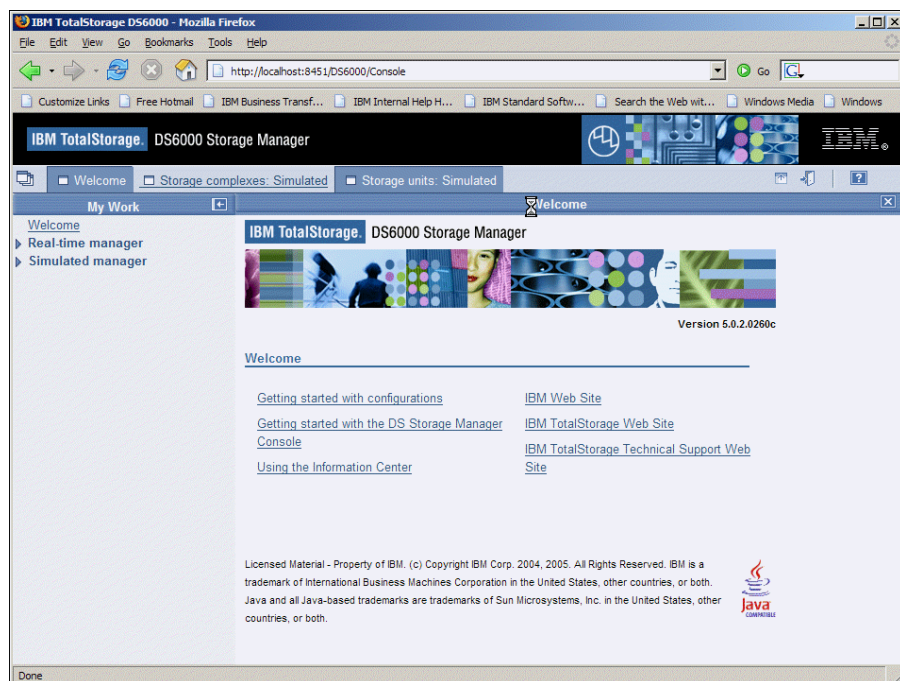 IBM TotalStorage DS6000 - Mozilla Firefox
File Edit View Go Bookmarks Tools Help
http://localhost:8451/DS6000/Console
Go
G
Customize Links Free Hotmail IBM Business Transf... IBM Internal Help H... IBM Standard Softw... Search the Web wit... Windows Media Windows
IBM TotalStorage. DS6000 Storage Manager
IBM®
Welcome Storage complexes: Simulated Storage units: Simulated ?
My Work
Welcome
Welcome
Real-time manager
Simulated manager
IBM TotalStorage. DS6000 Storage Manager
Version 5.0.2.0260c
Welcome
Getting started with configurations
Getting started with the DS Storage Manager
Console
Using the Information Center
IBM Web Site
IBM TotalStorage Web Site
IBM TotalStorage Technical Support Web
Site
Licensed Material - Property of IBM. (c) Copyright IBM Corp. 2004, 2005. All Rights Reserved. IBM is a
trademark of International Business Machines Corporation in the United States, other countries, or both.
Java and all Java-based trademarks are trademarks of Sun Microsystems, Inc. in the United States, other
countries, or both.
Java
COMPATIBLE
Done